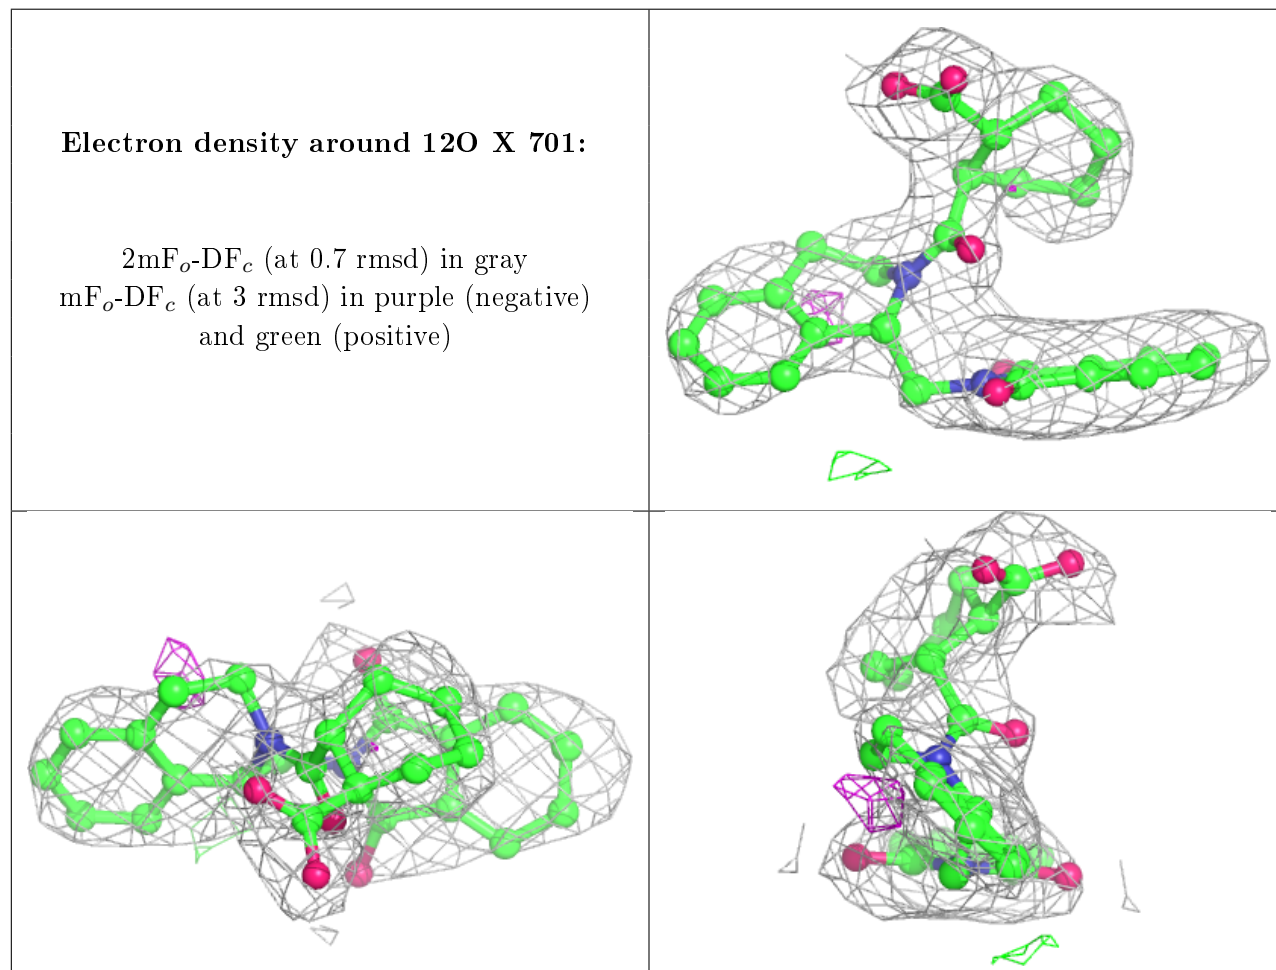 Electron density around 12O X 701:
2mFo-DFc (at 0.7 rmsd) in gray
mFo-DFc (at 3 rmsd) in purple (negative)
and green (positive)